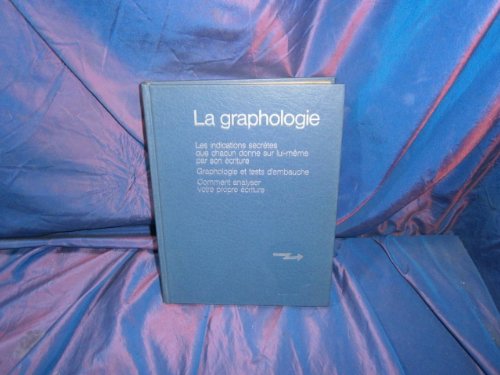 La graphologie
Les indications secrètes
que chacun donne sur lui-même
par son écriture
Graphologie et tests d'embauche
Comment analyser
votre propre écriture